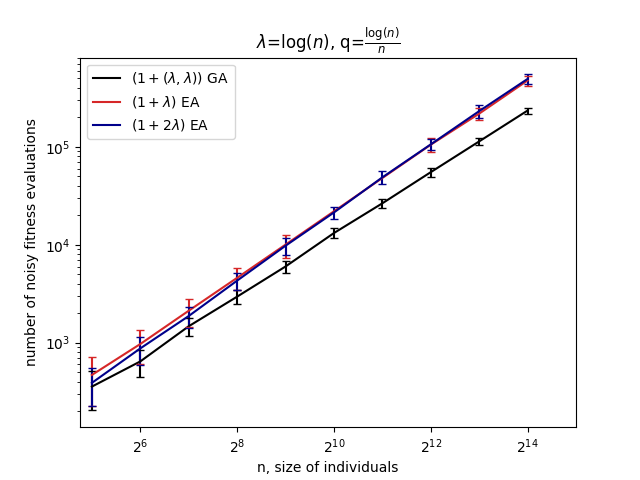 λ=log(n), q=log(n)/n
(1 + (λ, λ)) GA
(1 + λ) EA
(1 + 2λ) EA
number of noisy fitness evaluations
10^5
10^4
10^3
2^6 2^8 2^10 2^12 2^14
n, size of individuals